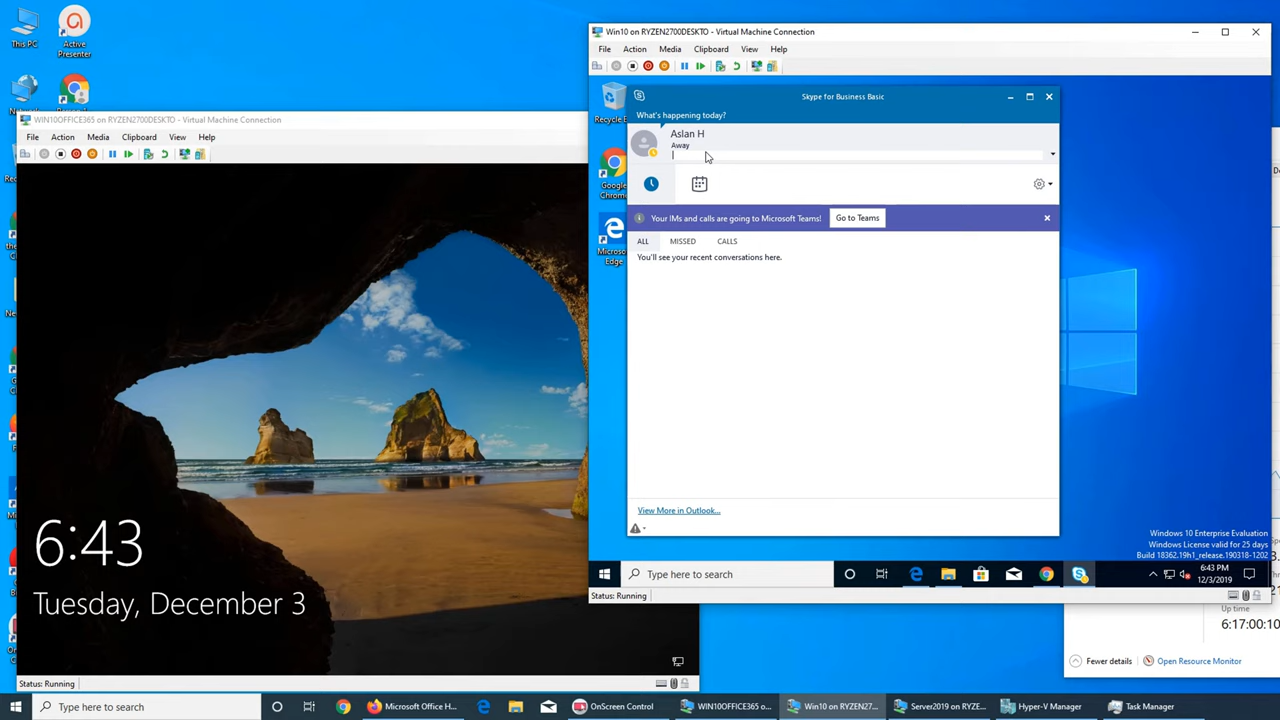 This PC
Active
Presenter
WIN10OFFICE365 on RYZEN2700DESKTO - Virtual Machine Connection
File Action Media Clipboard View Help
6:43
Tuesday, December 3
Status: Running
Win10 on RYZEN2700DESKTO - Virtual Machine Connection
File Action Media Clipboard View Help
Google
Chrome
Edge
Skype for Business Basic
What's happening today?
Aslan H
Away
Your IMs and calls are going to Microsoft Teams!
Go to Teams
ALL MISSED CALLS
You'll see your recent conversations here.
View More in Outlook...
Windows 10 Enterprise Evaluation
Windows License valid for 25 days
Build 18362.19h1_release.190318-1202
Type here to search
6:43 PM
12/3/2019
Status: Running
Up time
6:17:00:10
Fewer details
Open Resource Monitor
Type here to search
Microsoft Office H...
OnScreen Control
WIN10OFFICE365 o...
Win10 on RYZEN27...
Server2019 on RYZE...
Hyper-V Manager
Task Manager